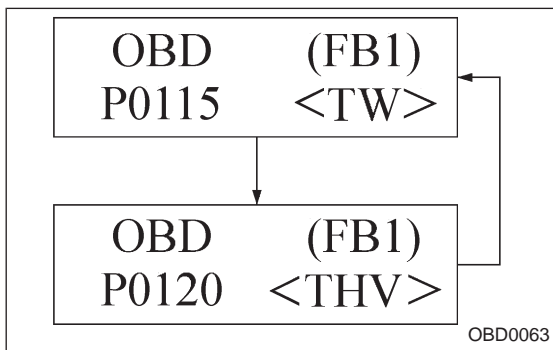 OBD (FB1)
P0115 <TW>
OBD (FB1)
P0120 <THV>
OBD0063